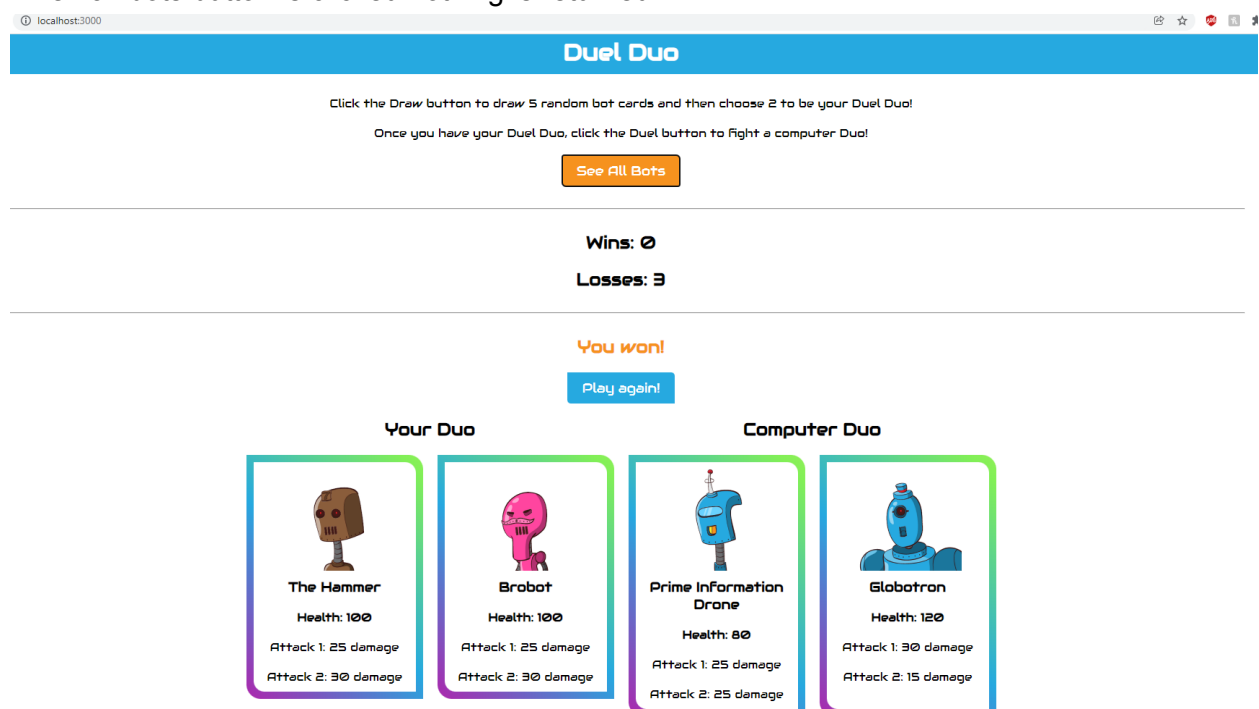 localhost:3000
Duel Duo
Click the Draw button to draw 5 random bot cards and then choose 2 to be your Duel Duo!
Once you have your Duel Duo, click the Duel button to fight a computer Duo!
See All Bots
Wins: 0
Losses: 3
You won!
Play again!
Your Duo
Computer Duo
The Hammer
Health: 100
Attack 1: 25 damage
Attack 2: 30 damage
Brobot
Health: 100
Attack 1: 25 damage
Attack 2: 30 damage
Prime Information
Drone
Health: 80
Attack 1: 25 damage
Attack 2: 25 damage
Globotron
Health: 120
Attack 1: 30 damage
Attack 2: 15 damage